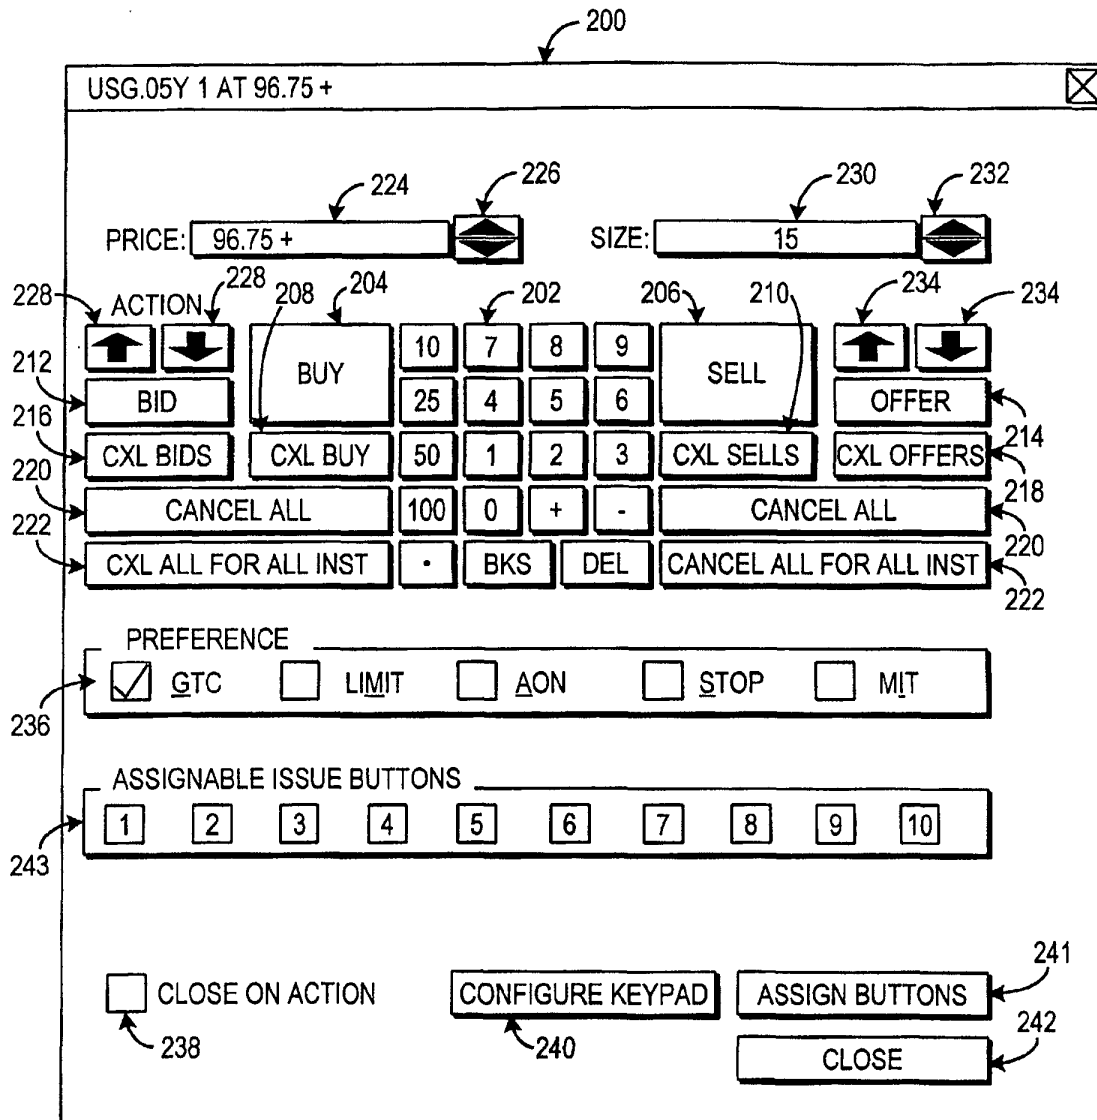 200
USG.05Y 1 AT 96.75 +
224 226 230 232
PRICE: 96.75 + SIZE: 15
228 ACTION 228 208 204 202 206 210 234 234
10 7 8 9
212 BUY SELL
BID 25 4 5 6 OFFER
216 214
CXL BIDS CXL BUY 50 1 2 3 CXL SELLS CXL OFFERS
220 218
CANCEL ALL 100 0 + - CANCEL ALL
222 220
CXL ALL FOR ALL INST • BKS DEL CANCEL ALL FOR ALL INST
222
PREFERENCE
GTC LIMIT AON STOP MIT
236
ASSIGNABLE ISSUE BUTTONS
1 2 3 4 5 6 7 8 9 10
243
241
CLOSE ON ACTION CONFIGURE KEYPAD ASSIGN BUTTONS
238 240 242
CLOSE